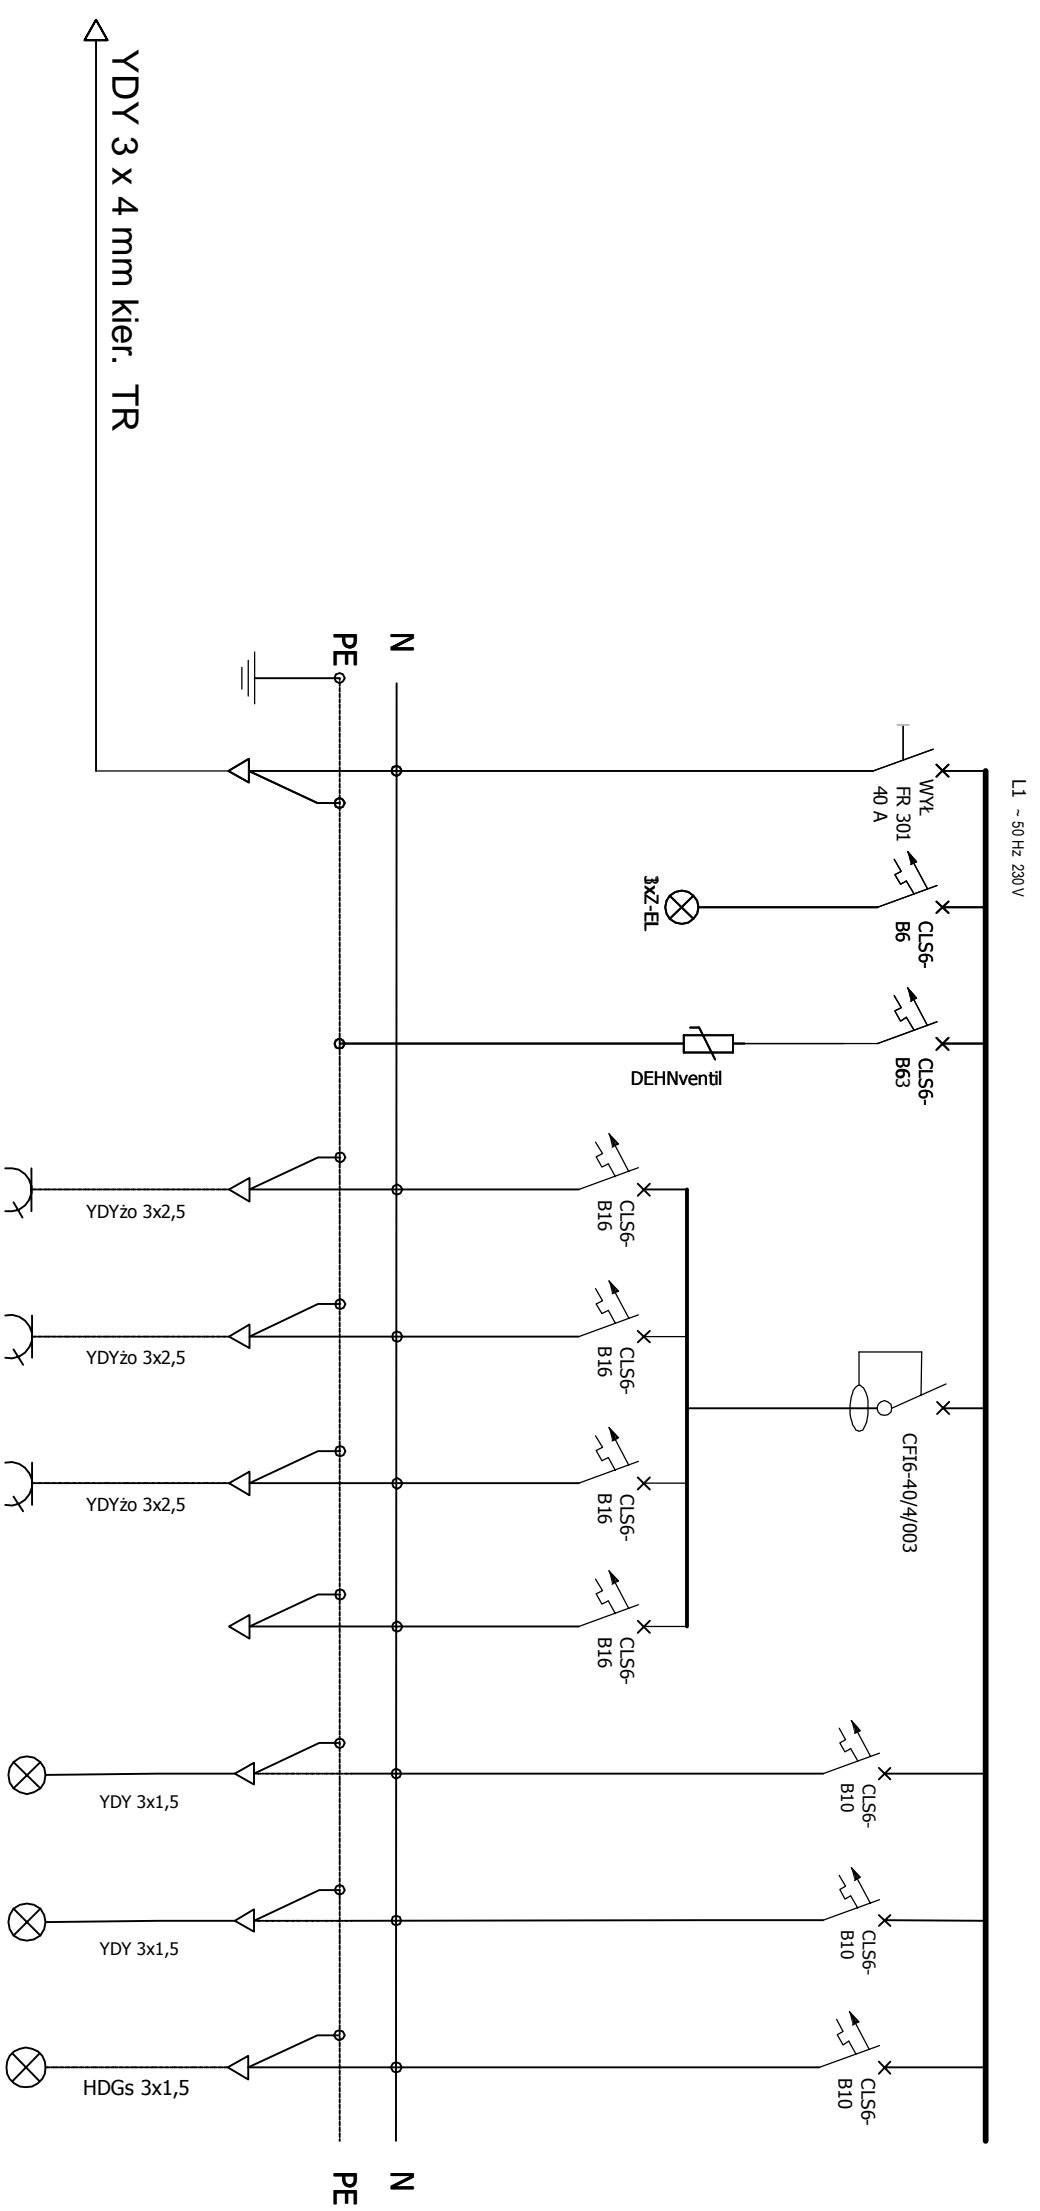 L1 ~ 50 Hz 230 V
WYŁ
FR 301
40 A
CLS6-
B6
CLS6-
B63
3xZ-EL
DEHNventil
CFI6-40/4/003
CLS6-
B16
CLS6-
B16
CLS6-
B16
CLS6-
B16
CLS6-
B10
CLS6-
B10
CLS6-
B10
N
N
PE
PE
YDYżo 3x2,5
YDYżo 3x2,5
YDYżo 3x2,5
YDY 3x1,5
YDY 3x1,5
HDGs 3x1,5
YDY 3 x 4 mm kier. TR